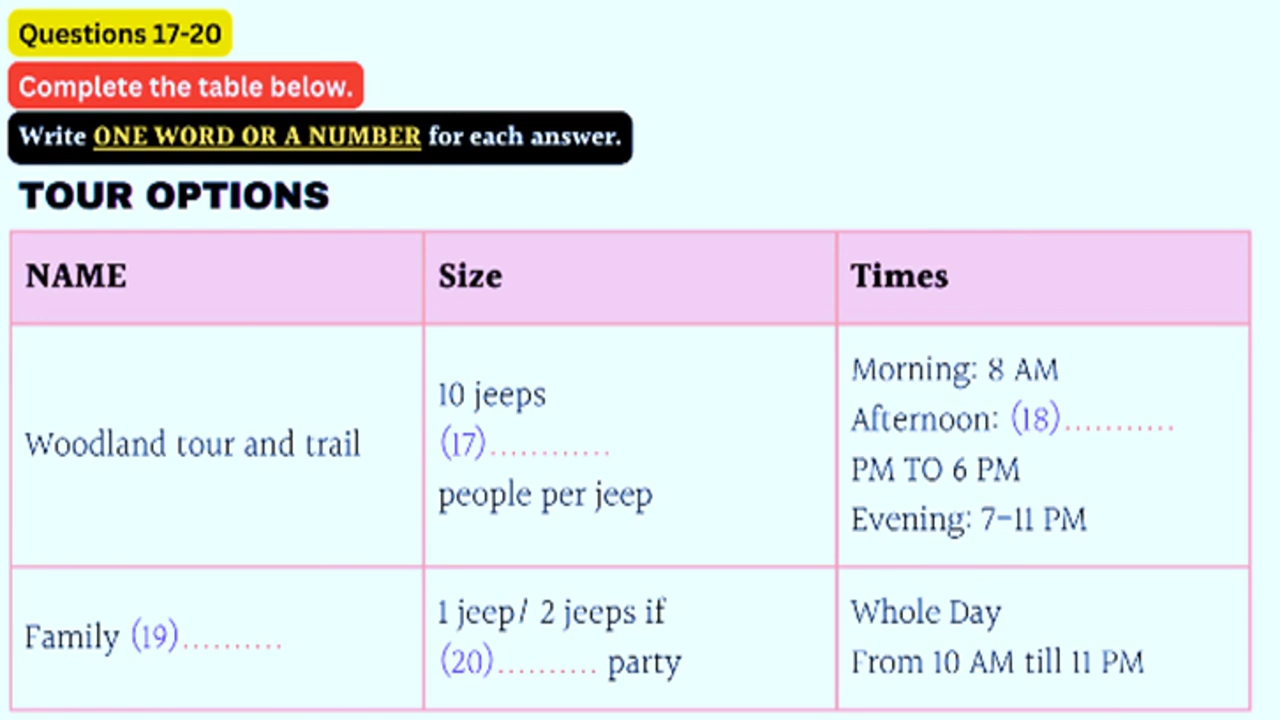 Questions 17-20
Complete the table below.
Write ONE WORD OR A NUMBER for each answer.
TOUR OPTIONS
NAME
Size
Times
Woodland tour and trail
10 jeeps
(17)............
people per jeep
Morning: 8 AM
Afternoon: (18)...........
PM TO 6 PM
Evening: 7-11 PM
Family (19)..........
1 jeep/ 2 jeeps if
(20).......... party
Whole Day
From 10 AM till 11 PM